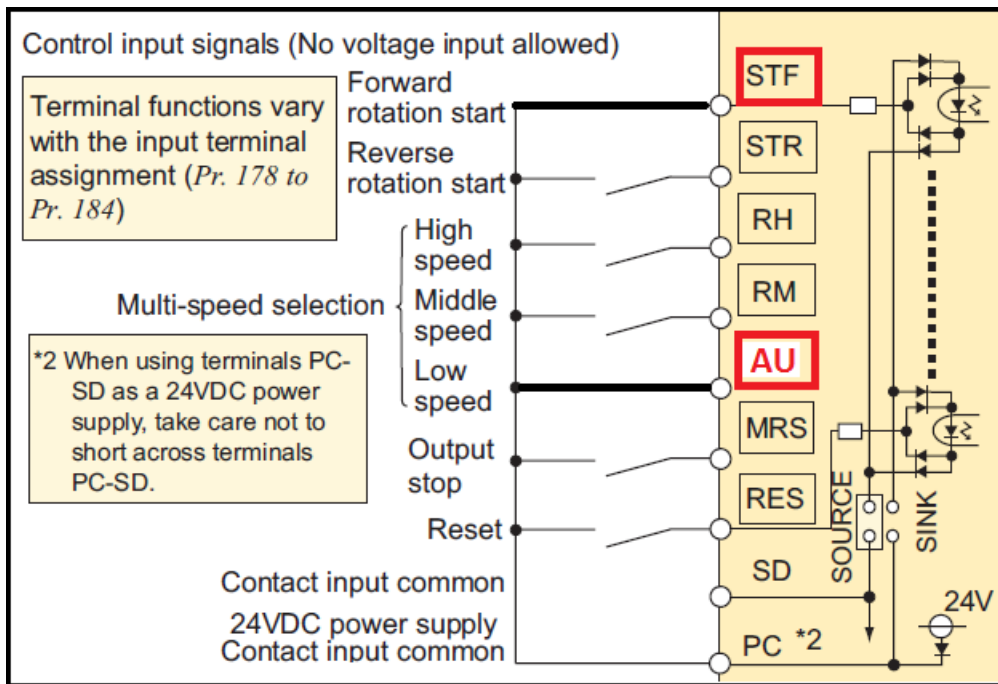 Control input signals (No voltage input allowed)
Terminal functions vary
with the input terminal
assignment (Pr. 178 to
Pr. 184)
Forward
rotation start
Reverse
rotation start
High
speed
Multi-speed selection
Middle
speed
Low
speed
*2 When using terminals PC-
SD as a 24VDC power
supply, take care not to
short across terminals
PC-SD.
Output
stop
Reset
Contact input common
24VDC power supply
Contact input common
STF
STR
RH
RM
AU
MRS
RES
SD
PC *2
SOURCE
SINK
24V